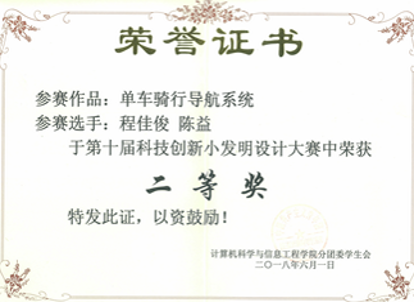 荣誉证书
参赛作品：单车骑行导航系统
参赛选手：程佳俊 陈益
于第十届科技创新小发明设计大赛中荣获
二 等 奖
特发此证，以资鼓励！
计算机科学与信息工程学院分团委学生会
二〇一八年六月一日